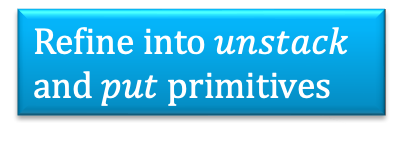 Refine into unstack
and put primitives